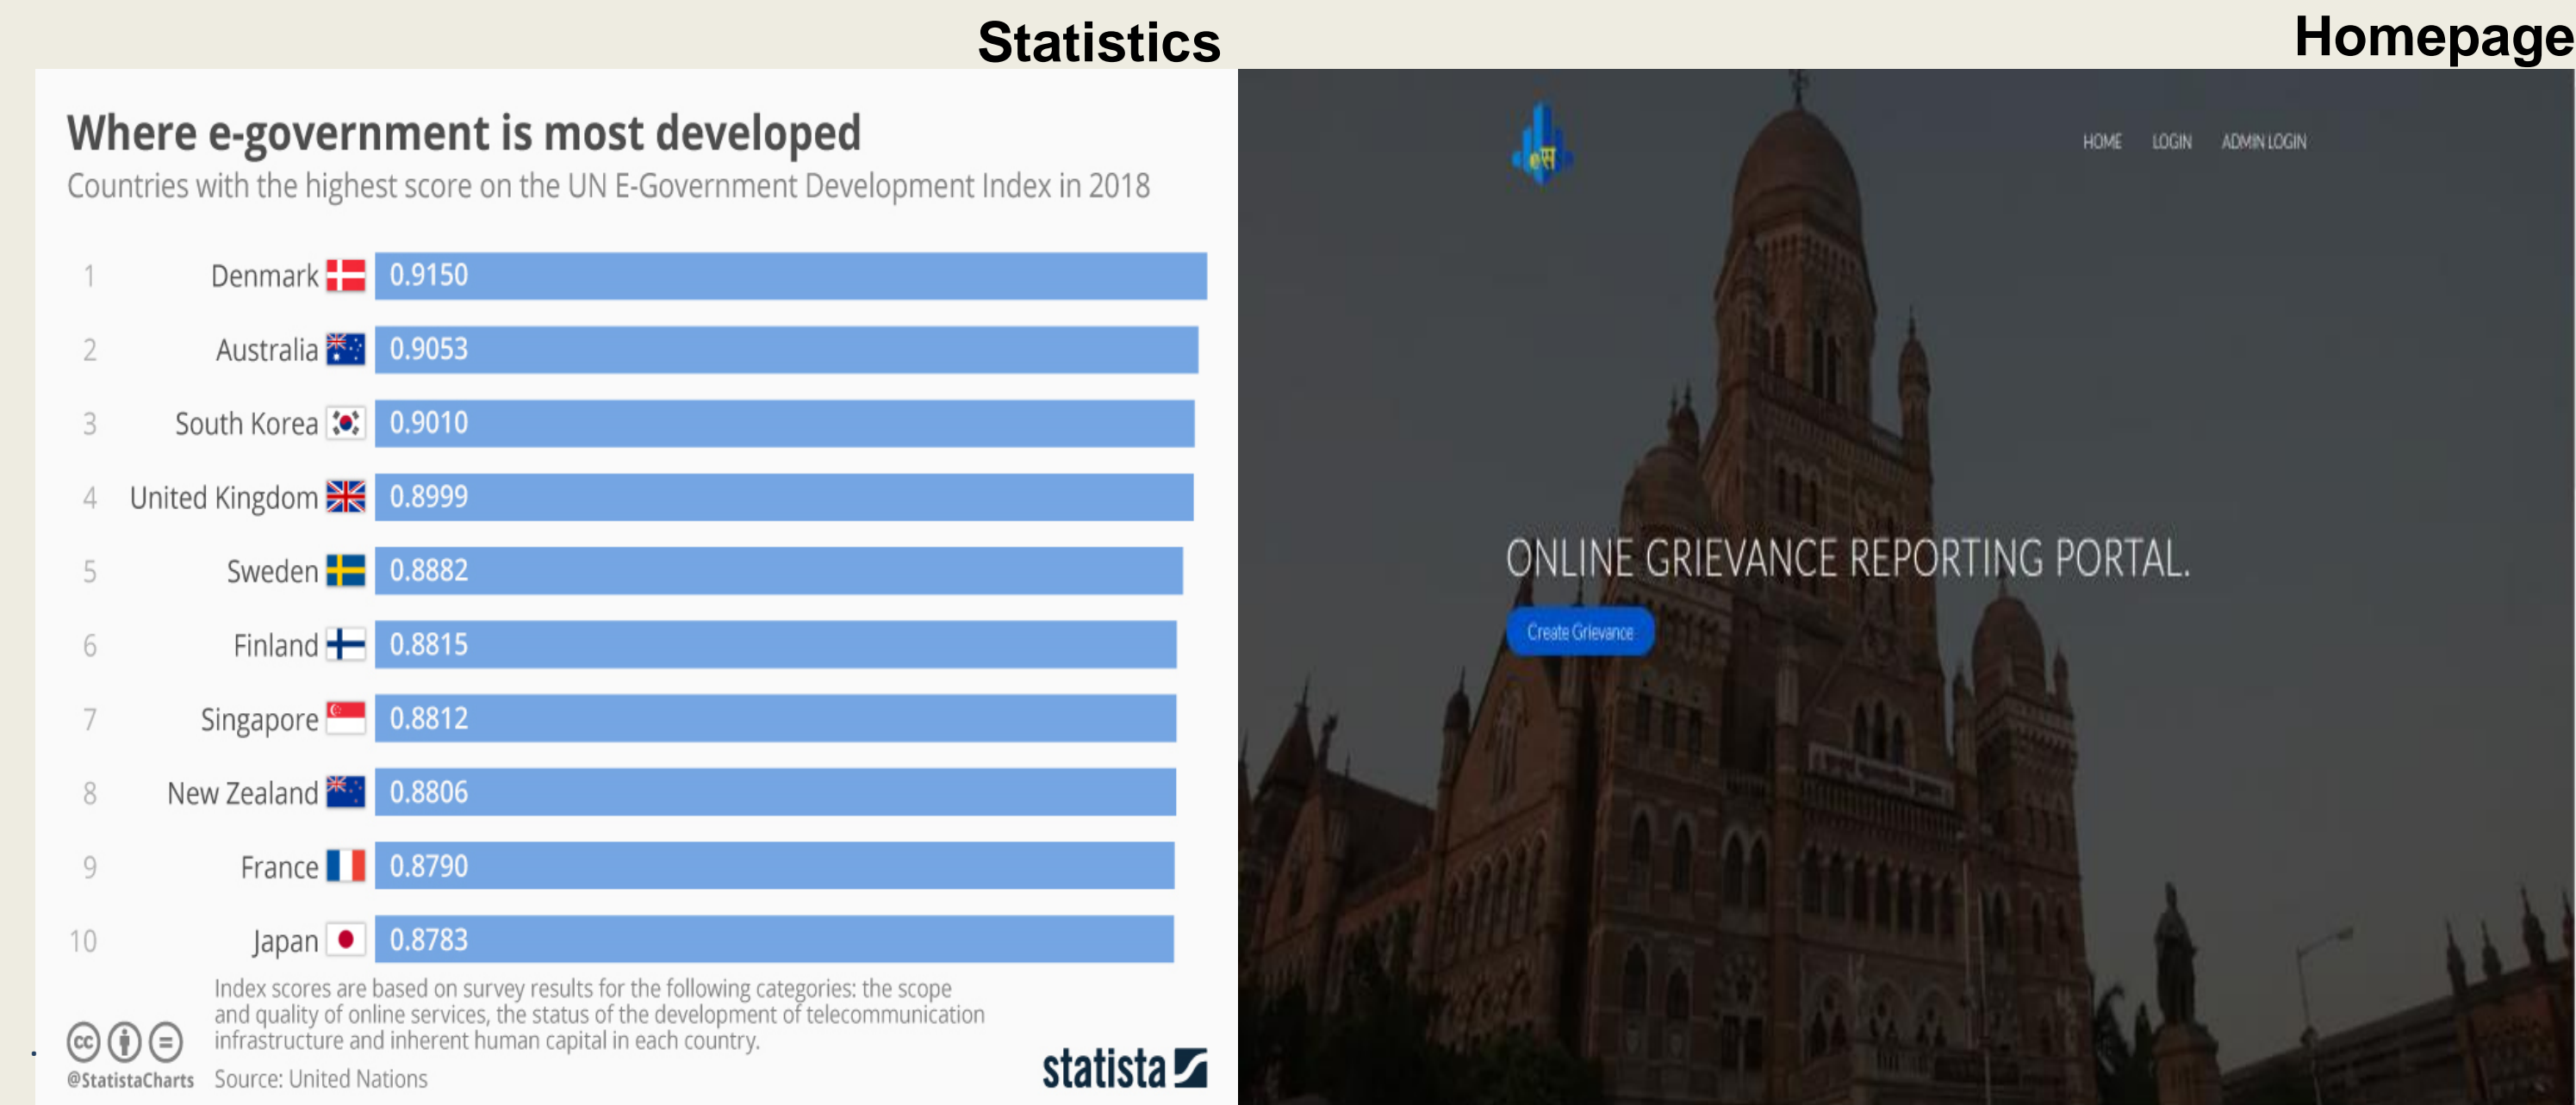 Statistics
Homepage
Where e-government is most developed
Countries with the highest score on the UN E-Government Development Index in 2018
1 Denmark 0.9150
2 Australia 0.9053
3 South Korea 0.9010
4 United Kingdom 0.8999
5 Sweden 0.8882
6 Finland 0.8815
7 Singapore 0.8812
8 New Zealand 0.8806
9 France 0.8790
10 Japan 0.8783
Index scores are based on survey results for the following categories: the scope
and quality of online services, the status of the development of telecommunication
infrastructure and inherent human capital in each country.
cc
@StatistaCharts Source: United Nations
statista
eस
HOME LOGIN ADMIN LOGIN
ONLINE GRIEVANCE REPORTING PORTAL.
Create Grievance